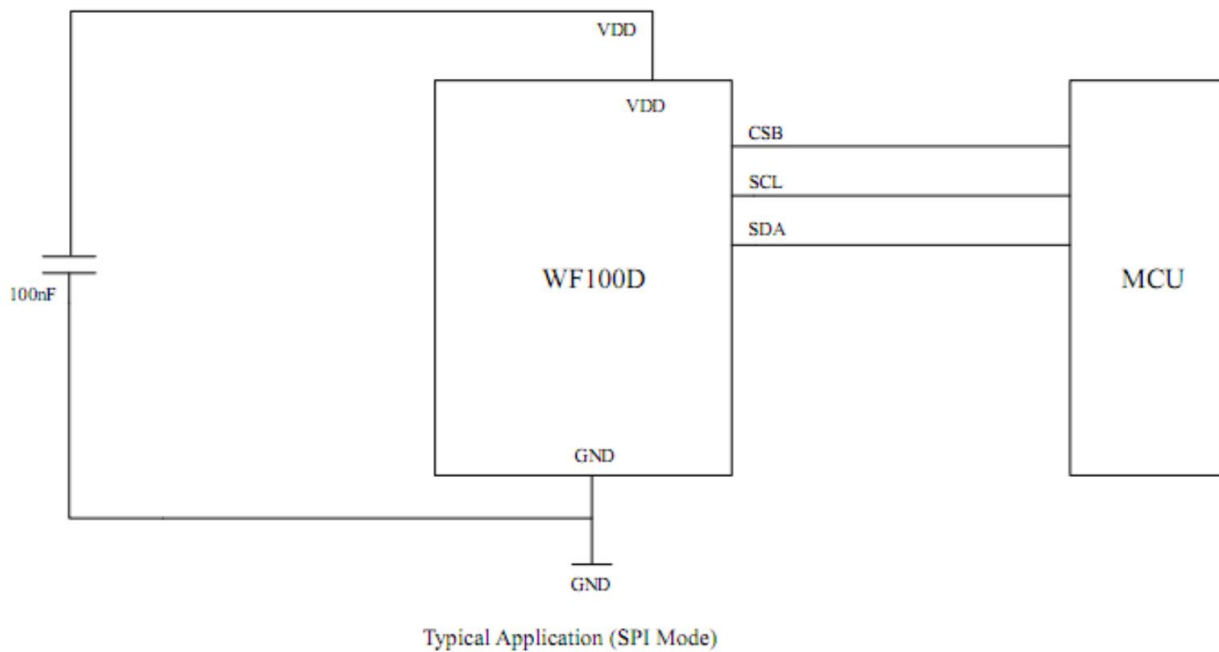 VDD
VDD
CSB
SCL
SDA
WF100D
MCU
100nF
GND
GND
Typical Application (SPI Mode)